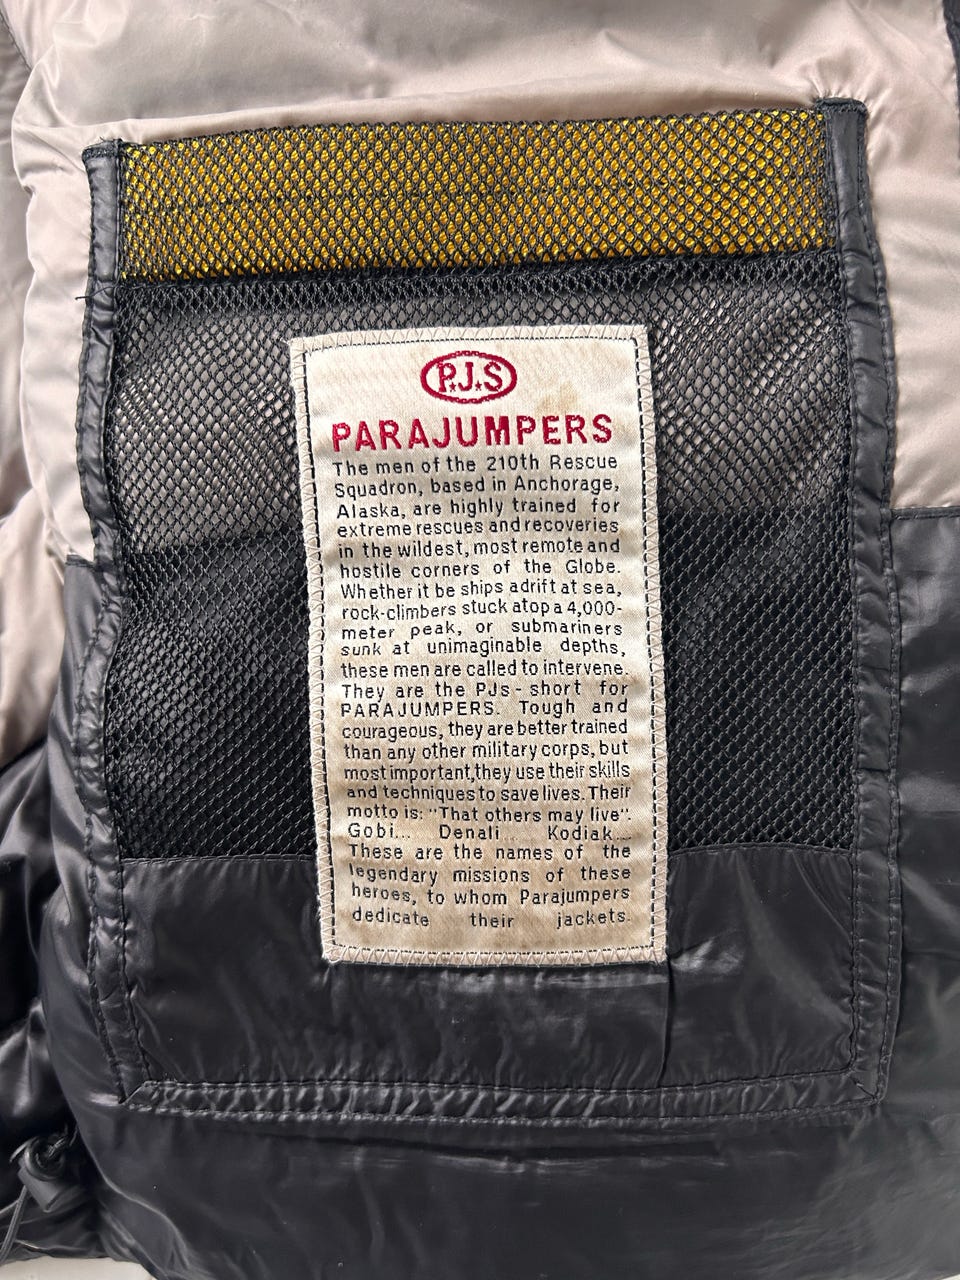 P.J.S
PARAJUMPERS
The men of the 210th Rescue
Squadron, based in Anchorage,
Alaska, are highly trained for
extreme rescues and recoveries
in the wildest, most remote and
hostile corners of the Globe.
Whether it be ships adrift at sea,
rock-climbers stuck atop a 4,000-
meter peak, or submariners
sunk at unimaginable depths,
these men are called to intervene.
They are the PJs - short for
PARAJUMPERS. Tough and
courageous, they are better trained
than any other military corps, but
most important,they use their skills
and techniques to save lives. Their
motto is: "That others may live".
Gobi... Denali... Kodiak...
These are the names of the
legendary missions of these
heroes, to whom Parajumpers
dedicate their jackets.